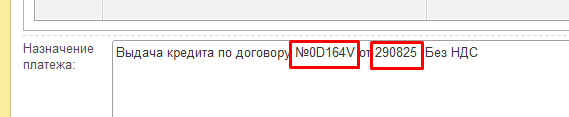 Назначение
платежа:
Выдача кредита по договору №0D164V от 290825 Без НДС